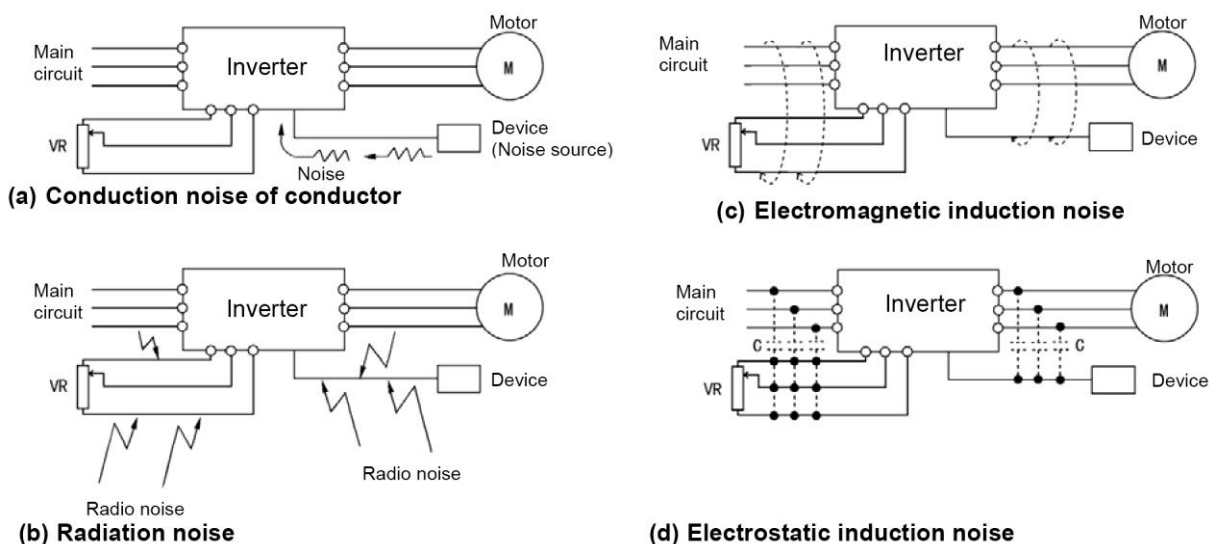 Motor
Main
circuit
Inverter
M
VR
Device
(Noise source)
Noise
(a) Conduction noise of conductor
Motor
Main
circuit
Inverter
M
VR
Device
Radio noise
Radio noise
(b) Radiation noise
Motor
Main
circuit
Inverter
M
VR
Device
(c) Electromagnetic induction noise
Motor
Main
circuit
Inverter
M
C
C
VR
Device
(d) Electrostatic induction noise